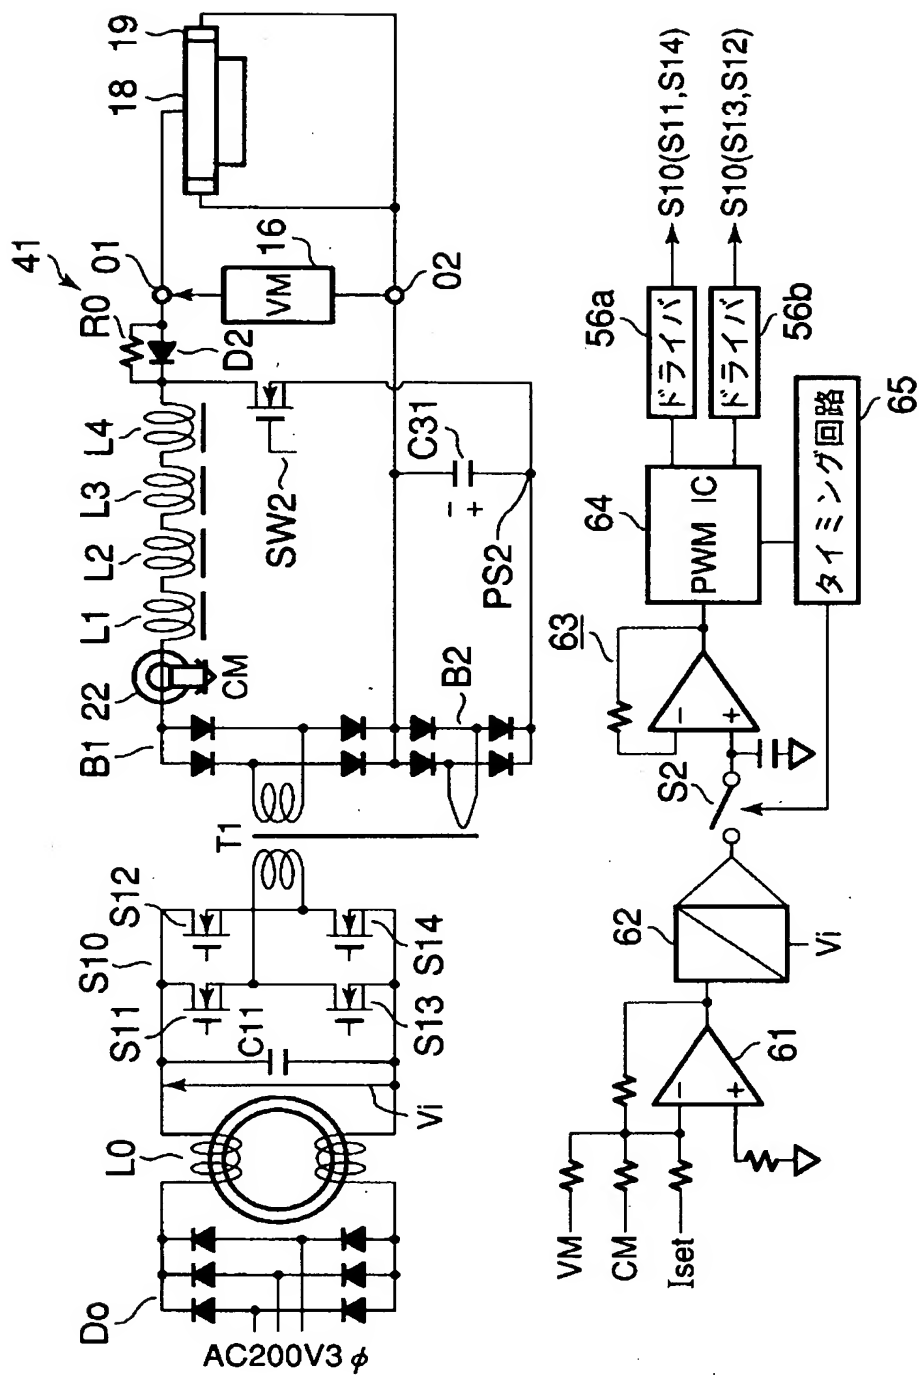 AC200V3φ
Do
L0
Vi
C11
S11
S10
S12
S13
S14
T1
B1
22
CM
L1
L2
L3
L4
R0
41
O1
D2
SW2
VM
16
O2
18
19
B2
PS2
C31
-
+
VM
CM
Iset
-
+
61
62
Vi
S2
-
+
63
64
PWM IC
56a
ドライバ
56b
ドライバ
S10(S11,S14)
S10(S13,S12)
65
タイミング回路